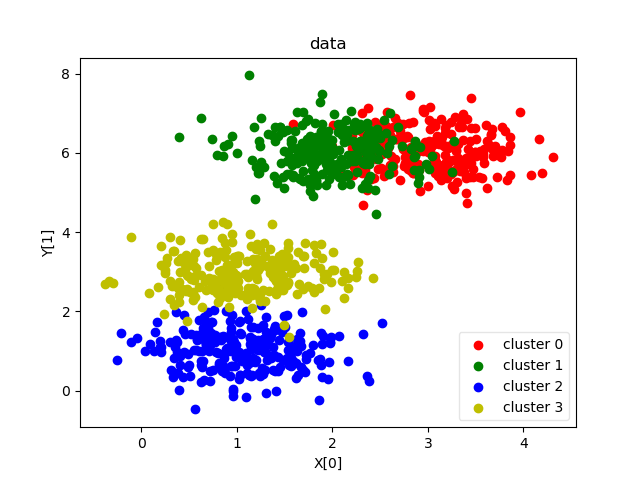 data
Y[1]
8
6
4
2
0
0 1 2 3 4
X[0]
cluster 0
cluster 1
cluster 2
cluster 3